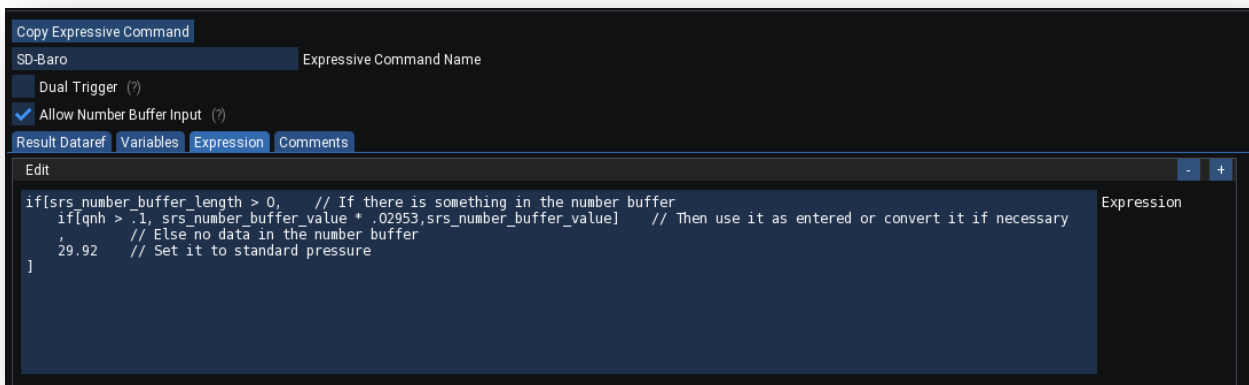 Copy Expressive Command
SD-Baro Expressive Command Name
Dual Trigger (?)
Allow Number Buffer Input (?)
Result Dataref Variables Expression Comments
Edit - +
if[srs_number_buffer_length > 0,    // If there is something in the number buffer Expression
    if[qnh > .1, srs_number_buffer_value * .02953,srs_number_buffer_value]    // Then use it as entered or convert it if necessary
    ,        // Else no data in the number buffer
    29.92    // Set it to standard pressure
]